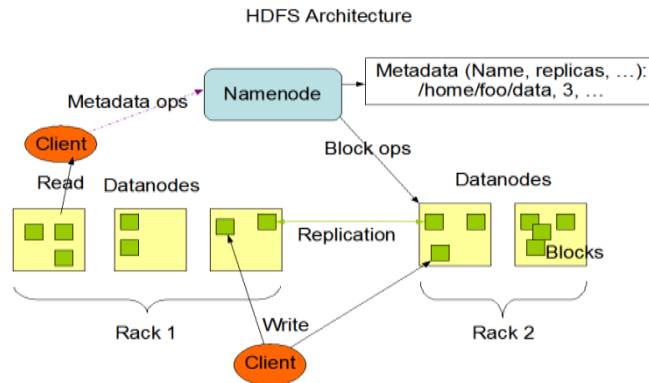 HDFS Architecture
Metadata (Name, replicas, …):
/home/foo/data, 3, …
Namenode
Metadata ops
Client
Block ops
Read
Datanodes
Datanodes
Replication
Blocks
Rack 1
Write
Rack 2
Client